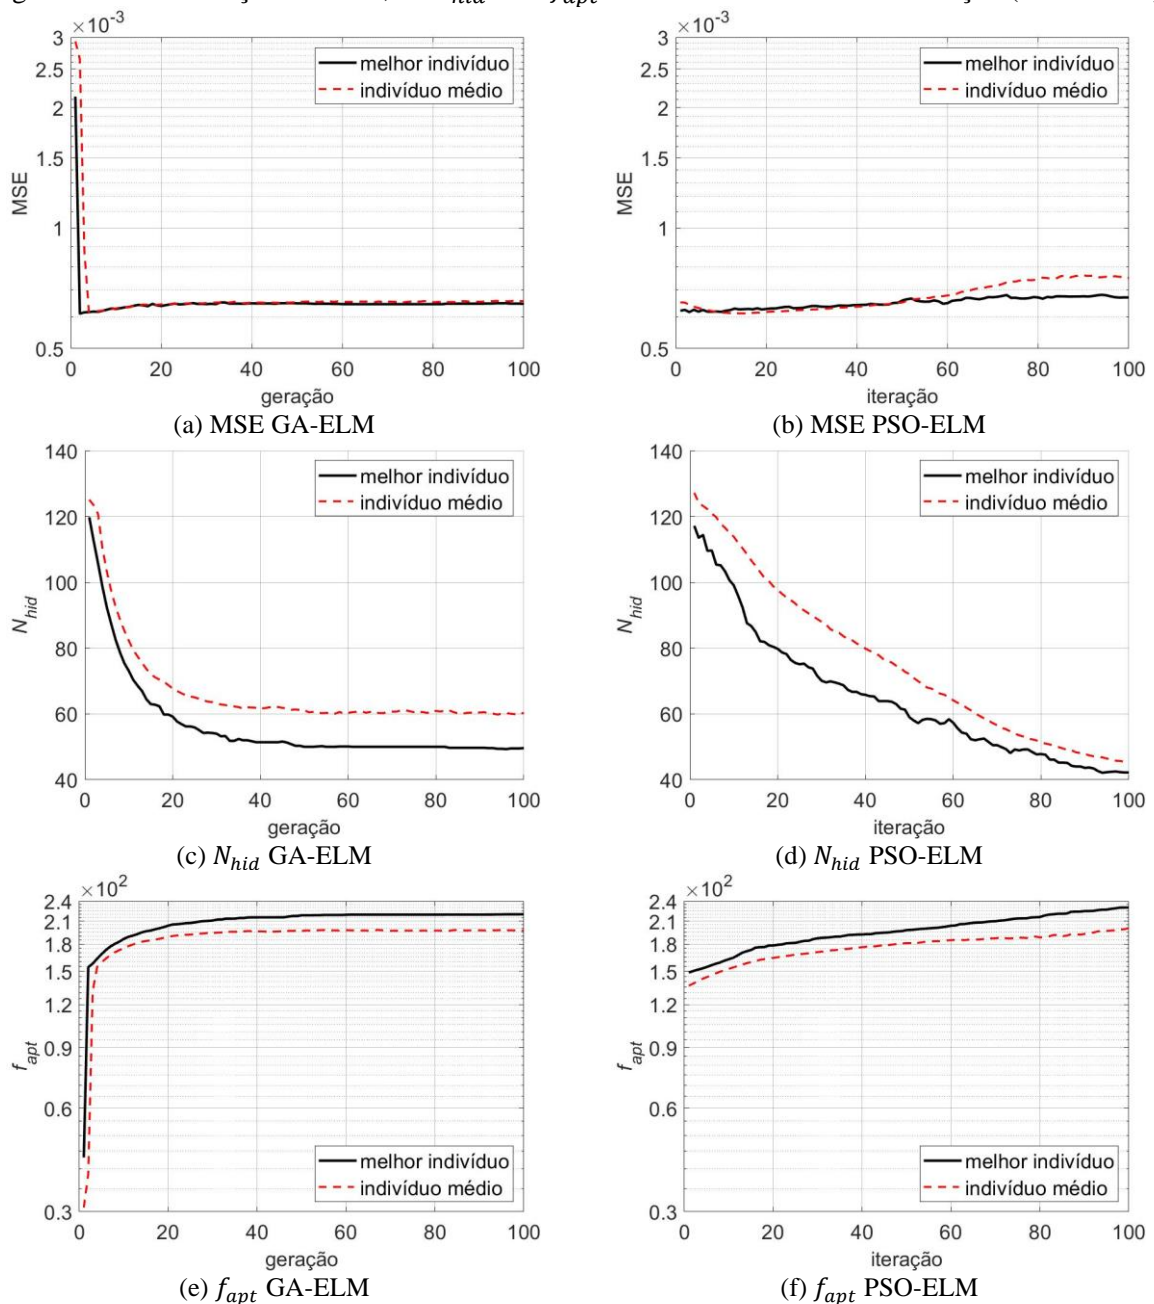 ×10⁻³
3
2.5
2
1.5
1
0.5
MSE
melhor indivíduo
indivíduo médio
0 20 40 60 80 100
geração
(a) MSE GA-ELM
×10⁻³
3
2.5
2
1.5
1
0.5
MSE
melhor indivíduo
indivíduo médio
0 20 40 60 80 100
iteração
(b) MSE PSO-ELM
140
120
100
80
60
40
N_hid
melhor indivíduo
indivíduo médio
0 20 40 60 80 100
geração
(c) N_hid GA-ELM
140
120
100
80
60
40
N_hid
melhor indivíduo
indivíduo médio
0 20 40 60 80 100
iteração
(d) N_hid PSO-ELM
×10²
2.4
2.1
1.8
1.5
1.2
0.9
0.6
0.3
f_apt
melhor indivíduo
indivíduo médio
0 20 40 60 80 100
geração
(e) f_apt GA-ELM
×10²
2.4
2.1
1.8
1.5
1.2
0.9
0.6
0.3
f_apt
melhor indivíduo
indivíduo médio
0 20 40 60 80 100
iteração
(f) f_apt PSO-ELM